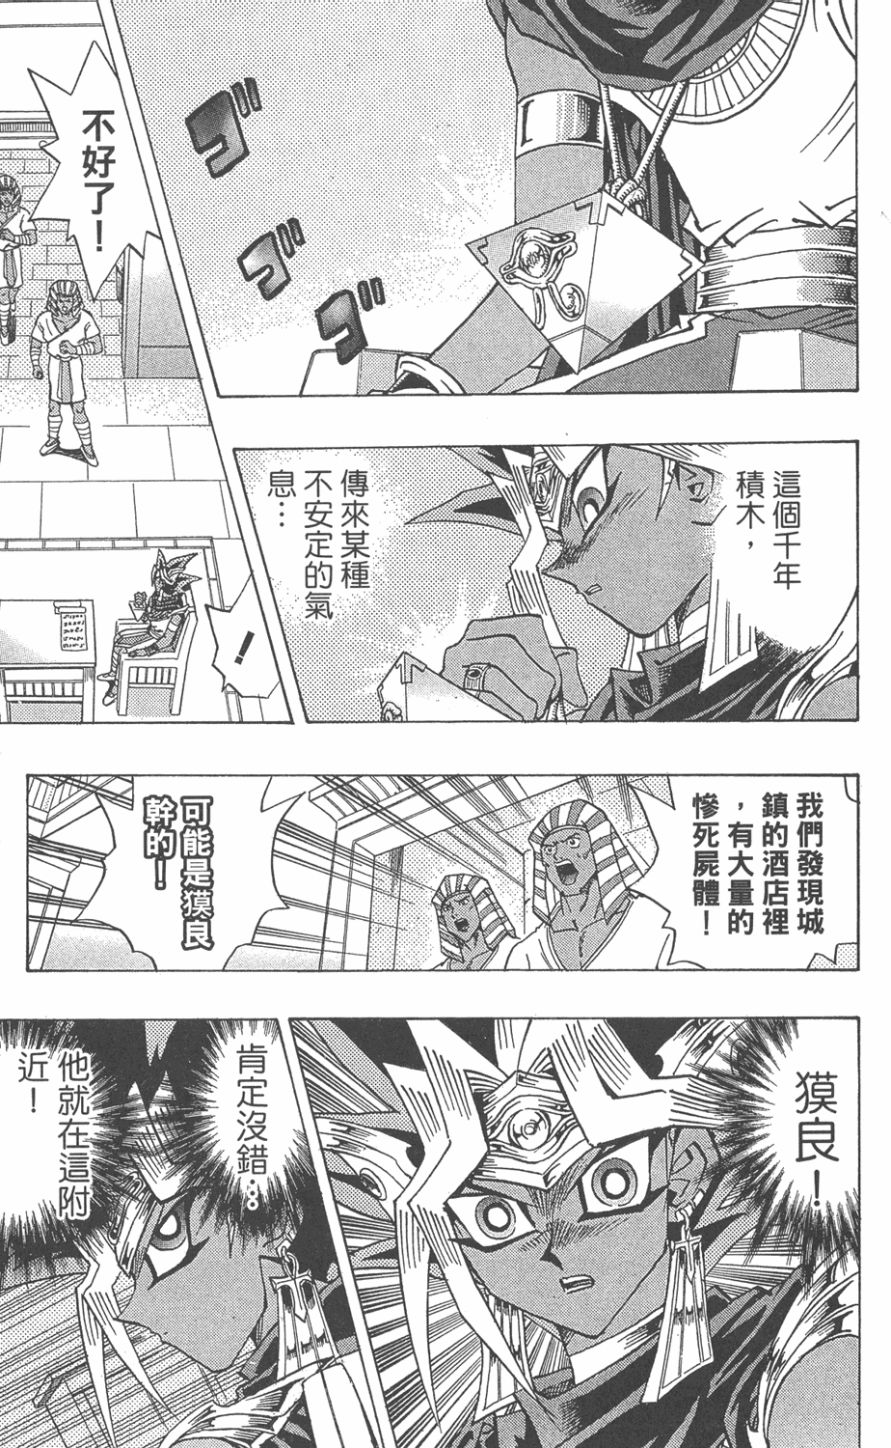 ゴ
ゴ
ゴ
這個千年
積木，
傳來某種
不安定的氣
息…
不好了！
！
我們發現城
鎮的酒店裡
，有大量的
慘死屍體！
可能是獏良
幹的！
獏良！
肯定沒錯…
他就在這附
近！